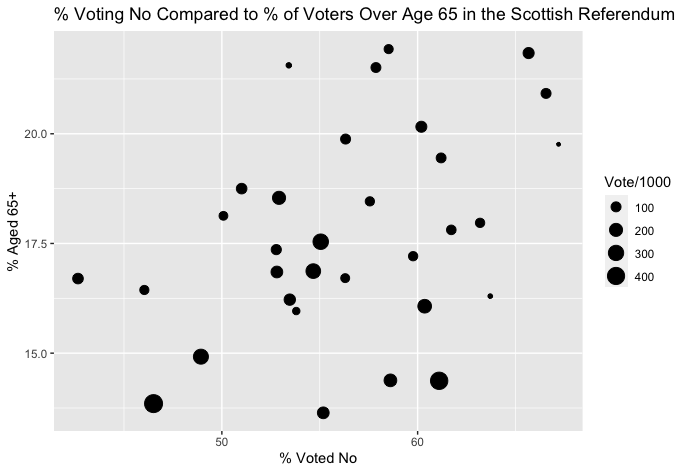 % Voting No Compared to % of Voters Over Age 65 in the Scottish Referendum
% Aged 65+
20.0
17.5
15.0
50
60
% Voted No
Vote/1000
100
200
300
400